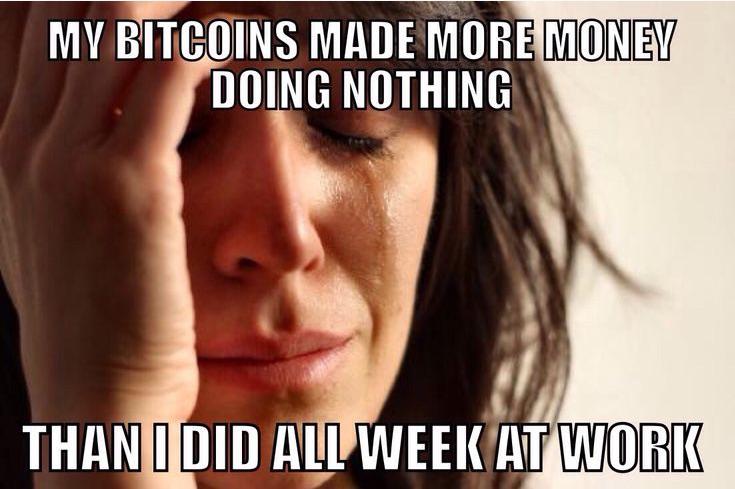 MY BITCOINS MADE MORE MONEY
DOING NOTHING
THAN I DID ALL WEEK AT WORK